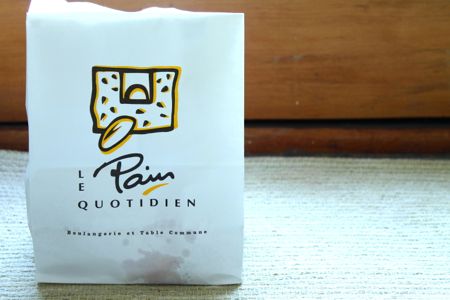 LE Pain
QUOTIDIEN
Boulangerie et Table Commune